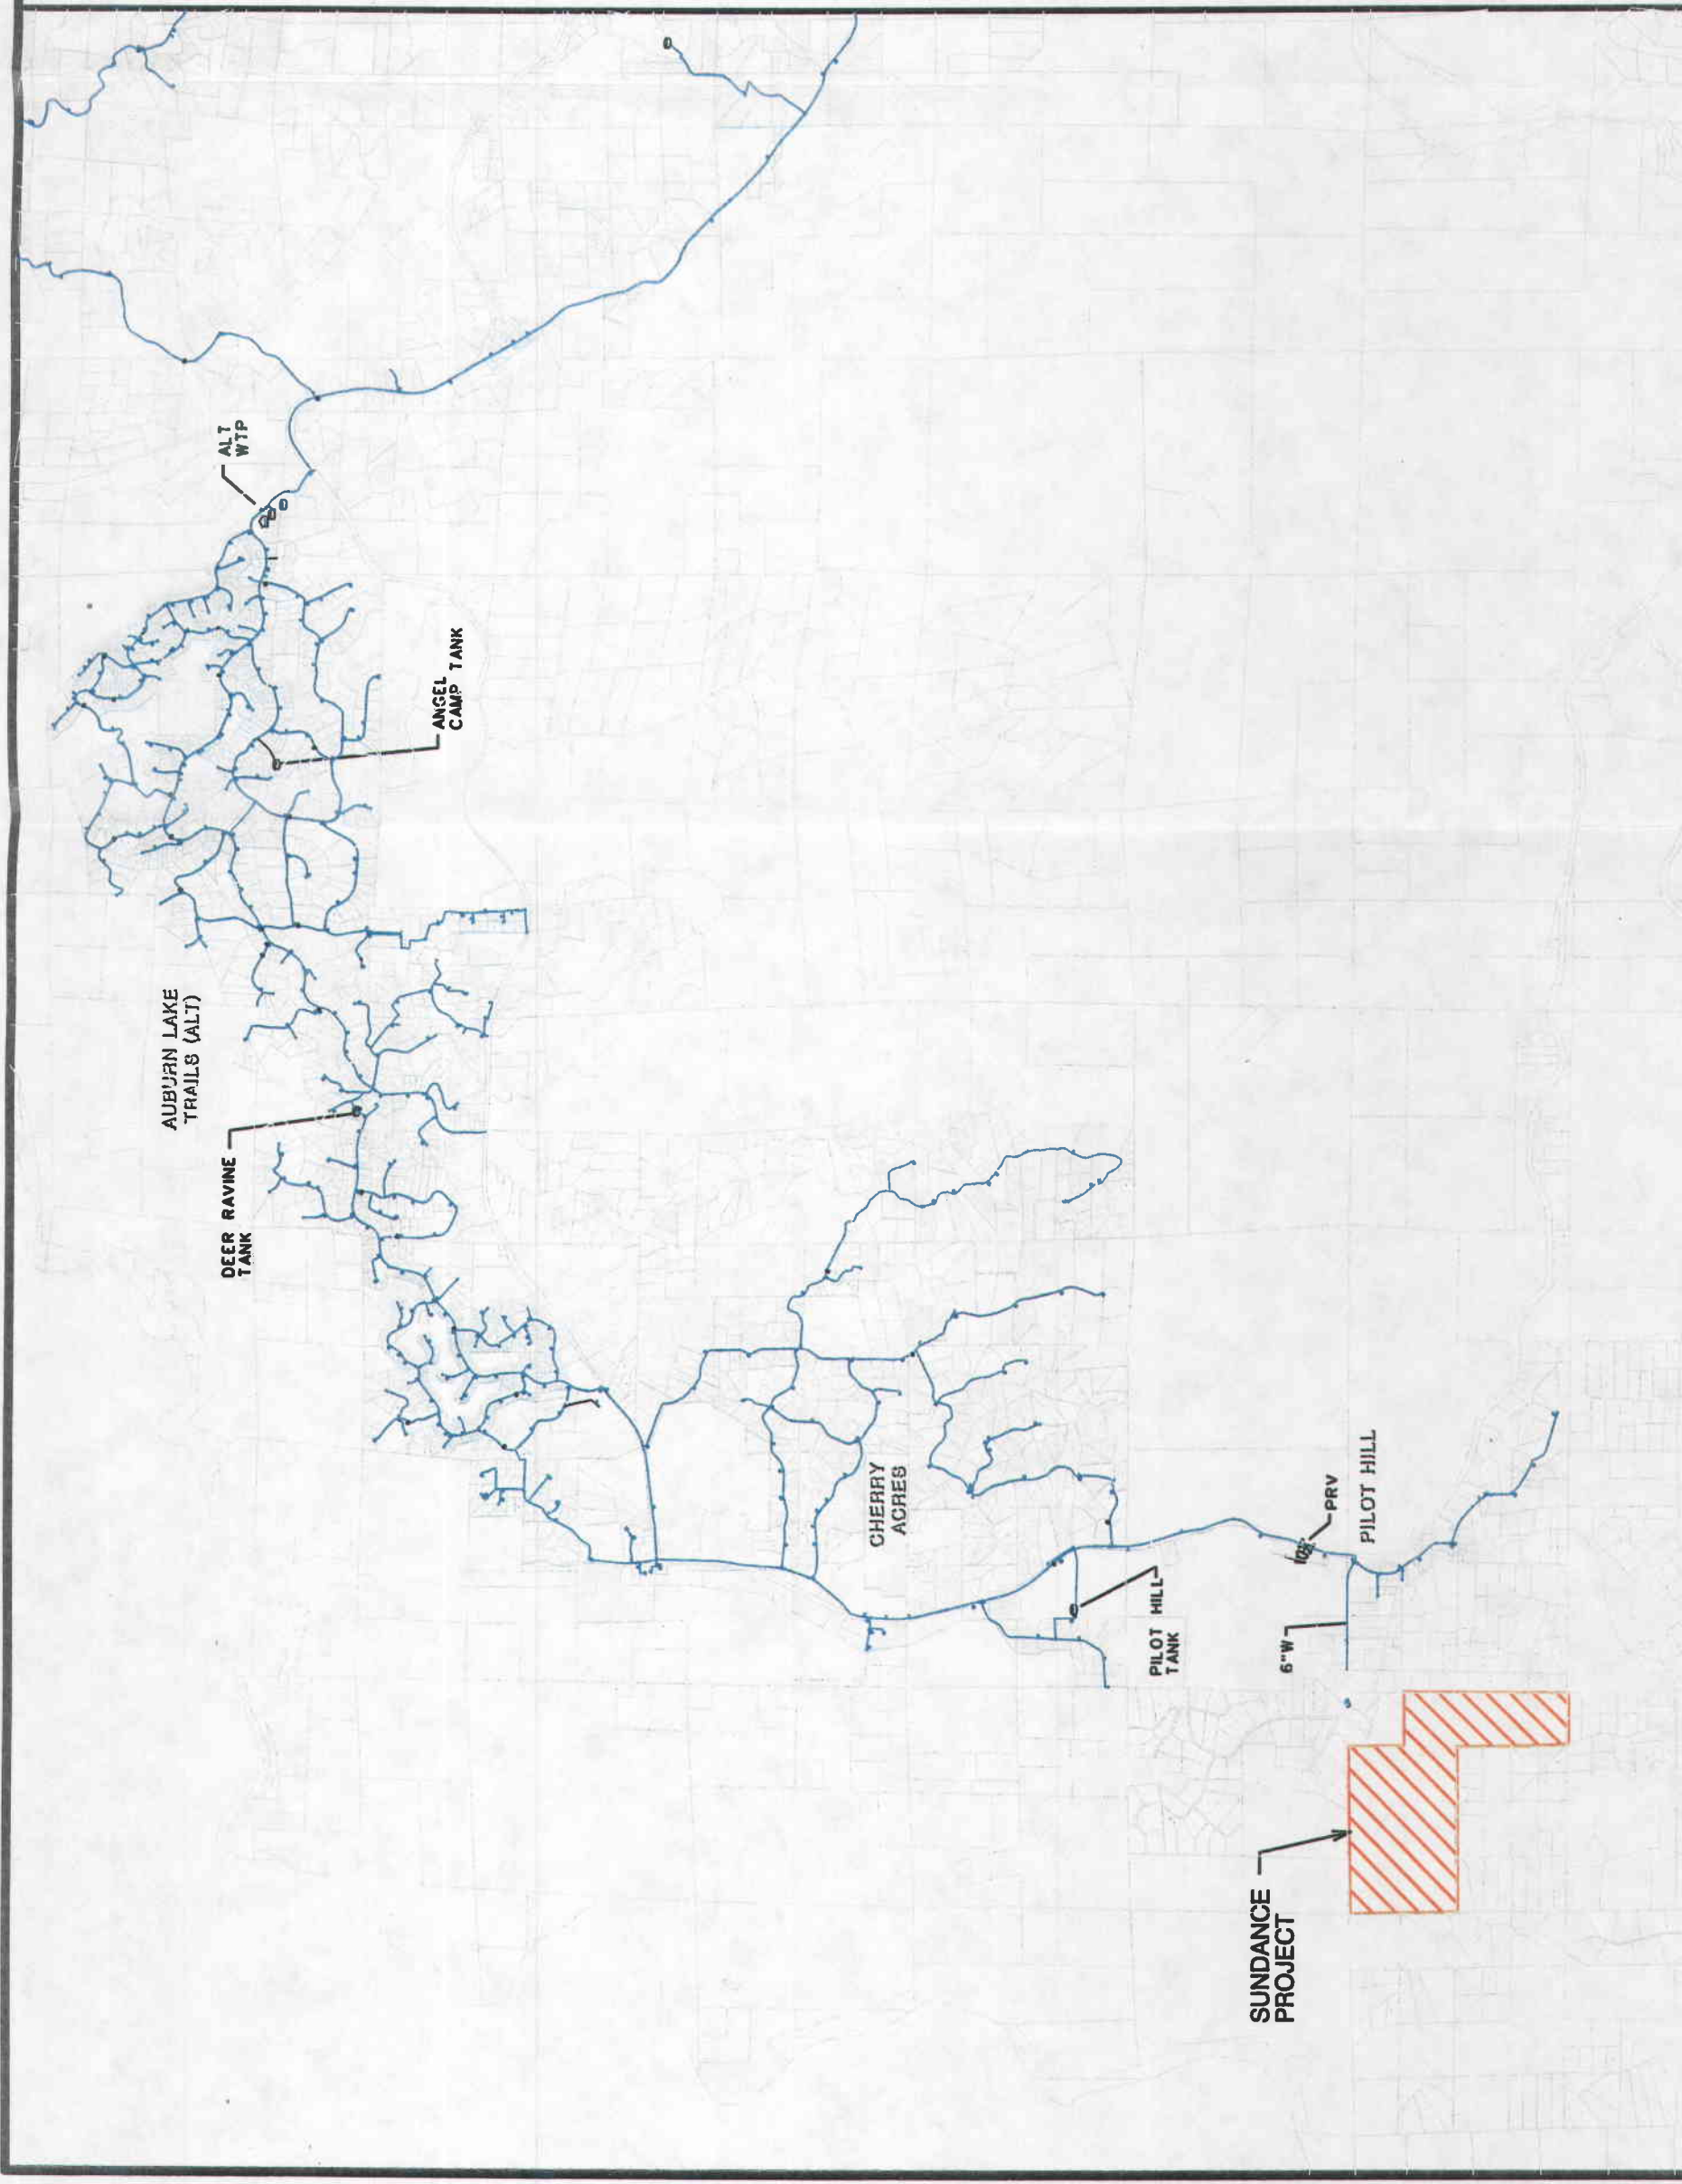 ALT
WTP
ANGEL
CAMP TANK
AUBURN LAKE
TRAILS (ALT)
DEER RAVINE
TANK
CHERRY
ACRES
PILOT HILL
TANK
PRV
PILOT HILL
6"W
SUNDANCE
PROJECT